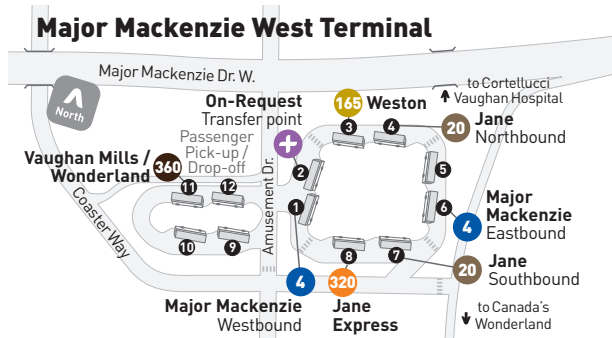 Major Mackenzie West Terminal
Major Mackenzie Dr. W.
North
to Cortellucci
Vaughan Hospital
On-Request
Transfer point
165 Weston
20 Jane
Northbound
Passenger
Pick-up /
Drop-off
Vaughan Mills /
Wonderland
360
3
4
2
5
11
12
1
6
10
9
8
7
Major
Mackenzie
Eastbound
4
Coaster Way
Amusement Dr.
20 Jane
Southbound
4
Major Mackenzie
Westbound
320
Jane
Express
to Canada's
Wonderland